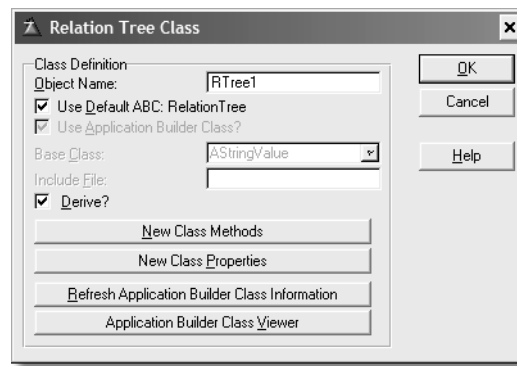 Relation Tree Class
Class Definition
Object Name: RTree1
Use Default ABC: RelationTree
Use Application Builder Class?
Base Class: AStringValue
Include File:
Derive?
New Class Methods
New Class Properties
Refresh Application Builder Class Information
Application Builder Class Viewer
OK
Cancel
Help